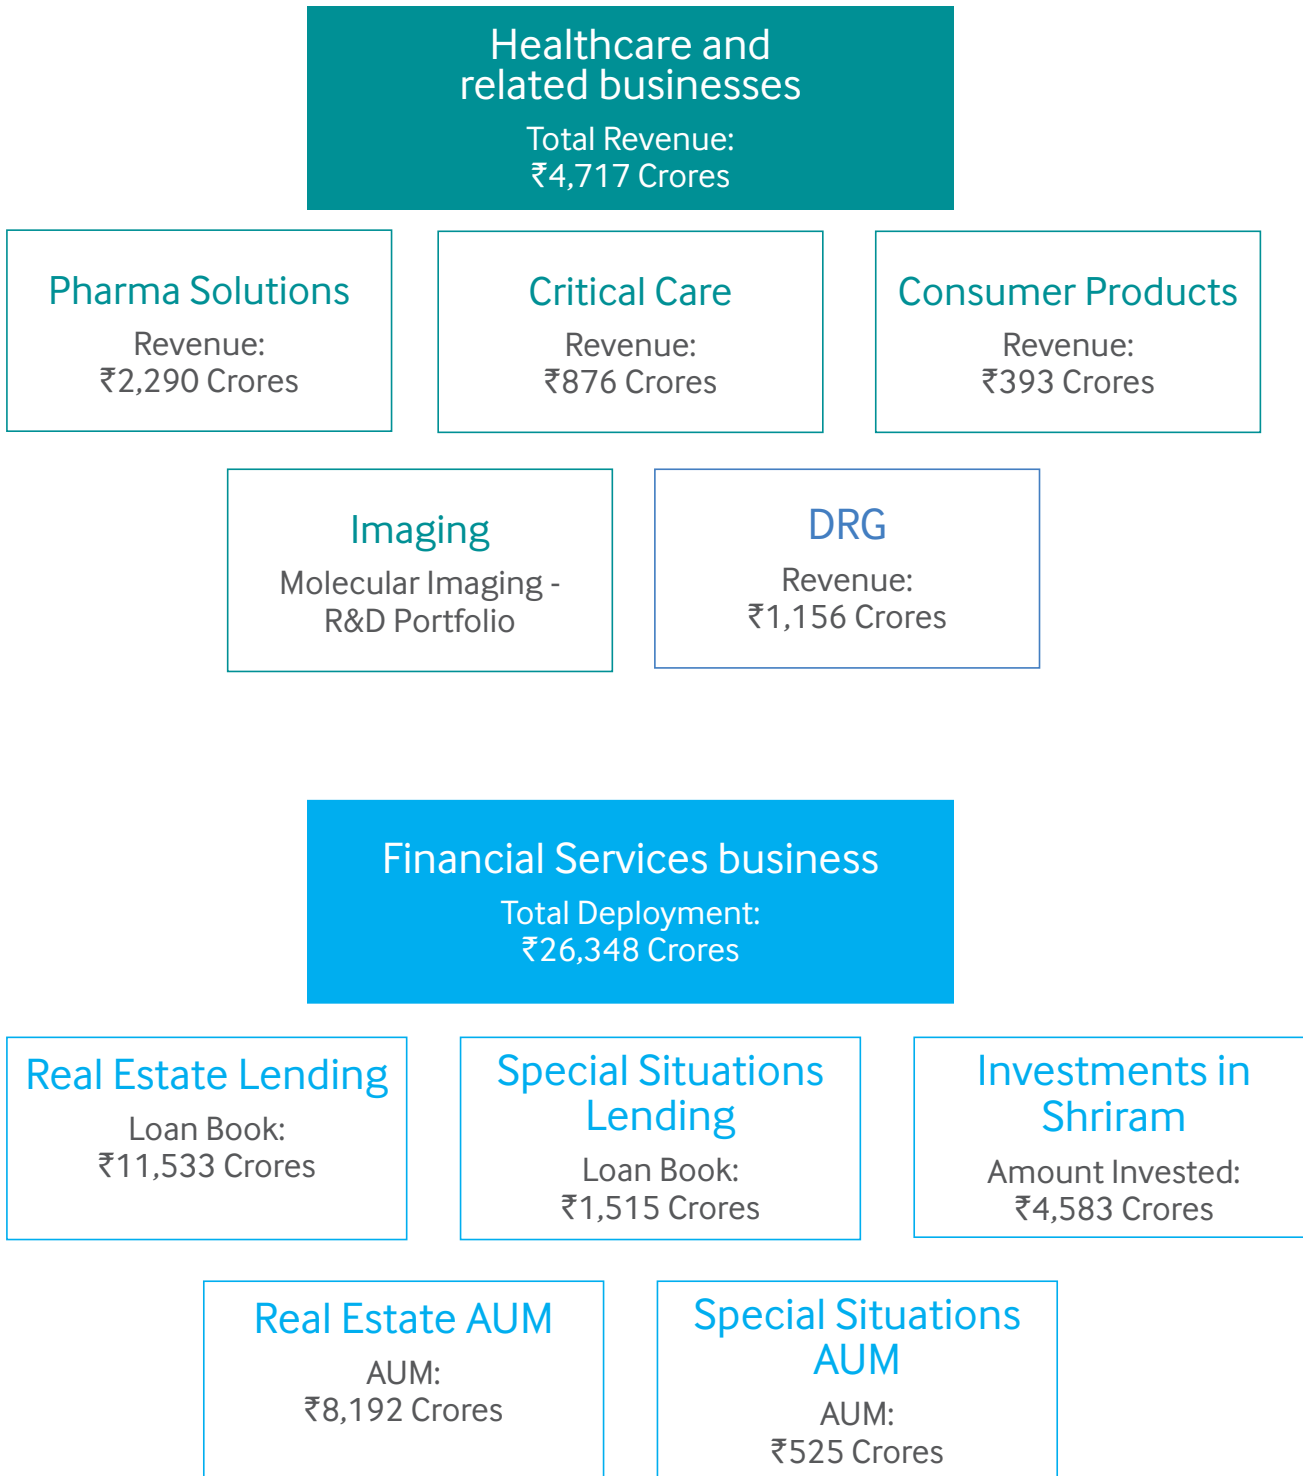 Healthcare and
related businesses
Total Revenue:
₹4,717 Crores
Pharma Solutions
Revenue:
₹2,290 Crores
Critical Care
Revenue:
₹876 Crores
Consumer Products
Revenue:
₹393 Crores
Imaging
Molecular Imaging -
R&D Portfolio
DRG
Revenue:
₹1,156 Crores
Financial Services business
Total Deployment:
₹26,348 Crores
Real Estate Lending
Loan Book:
₹11,533 Crores
Special Situations
Lending
Loan Book:
₹1,515 Crores
Investments in
Shriram
Amount Invested:
₹4,583 Crores
Real Estate AUM
AUM:
₹8,192 Crores
Special Situations
AUM
AUM:
₹525 Crores